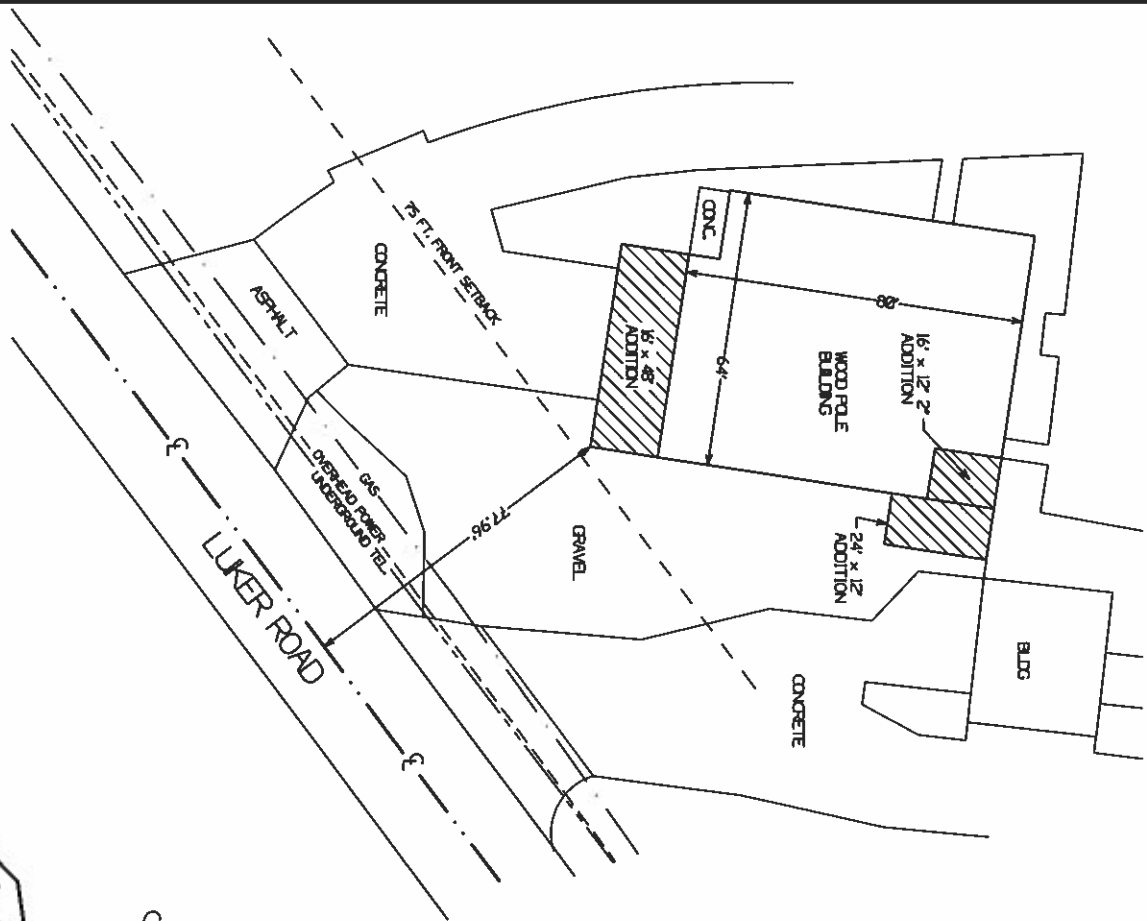 75 FT. FRONT SETBACK
CONC.
CONCRETE
ASPHALT
16' x 48'
ADDITION
80'
64'
WOOD POLE
BUILDING
16' x 12' 2"
ADDITION
24' x 12'
ADDITION
77.96'
GRAVEL
GAS
OVERHEAD POWER
UNDERGROUND TEL.
BLDG
CONCRETE
LUKER ROAD
℄
℄